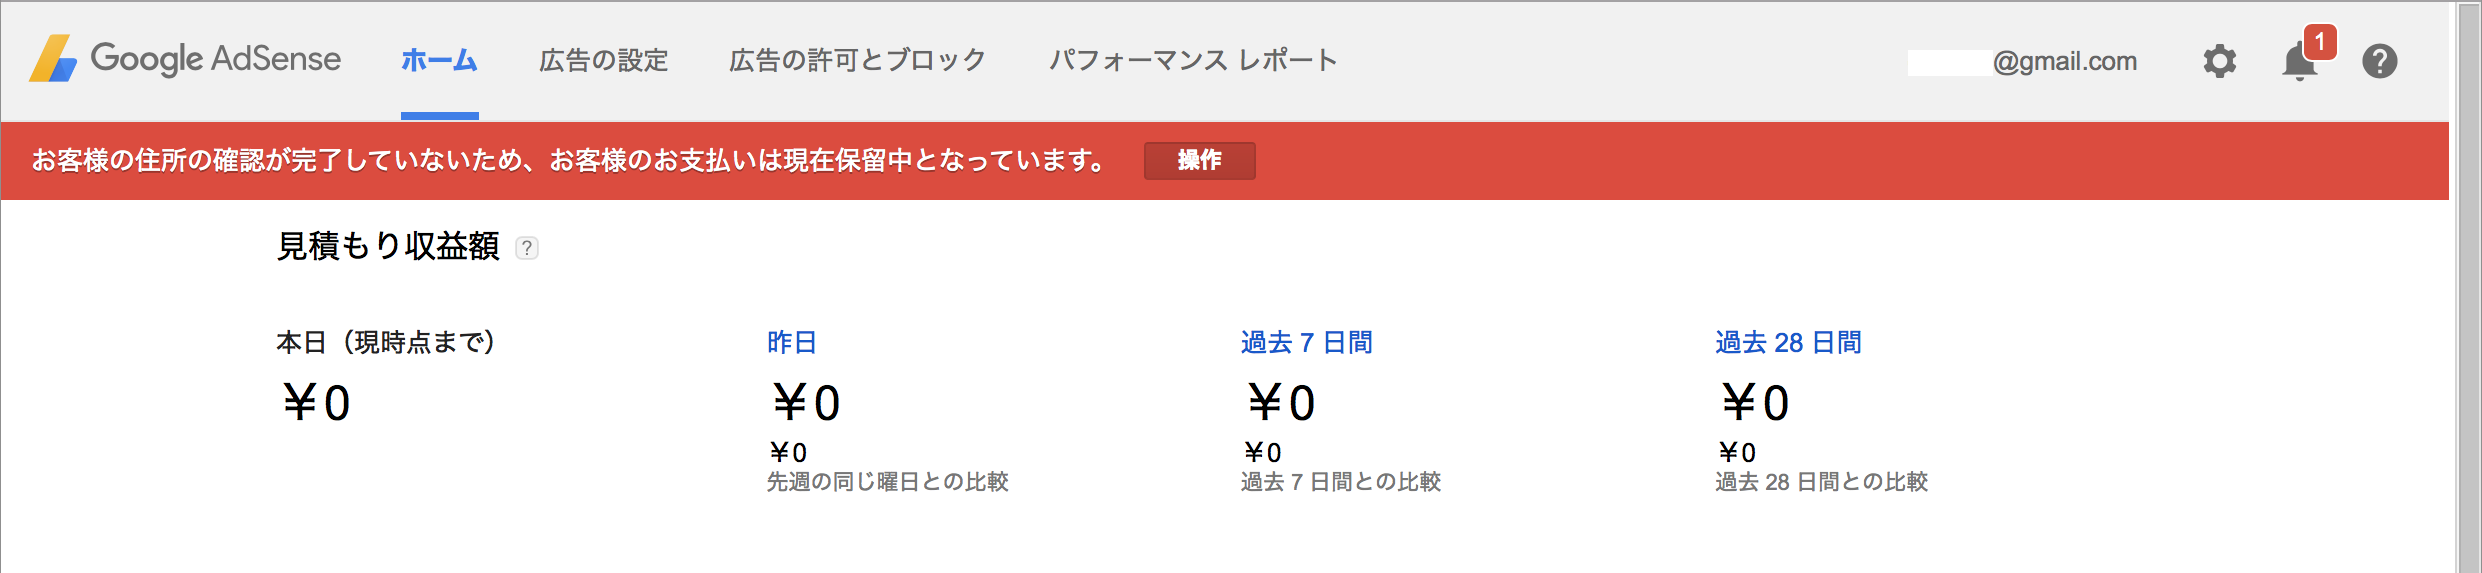 Google AdSense ホーム 広告の設定 広告の許可とブロック パフォーマンス レポート @gmail.com 1 ?
お客様の住所の確認が完了していないため、お客様のお支払いは現在保留中となっています。 操作
見積もり収益額 ?
本日（現時点まで） 昨日 過去 7 日間 過去 28 日間
￥0 ￥0 ￥0 ￥0
￥0 ￥0 ￥0
先週の同じ曜日との比較 過去 7 日間との比較 過去 28 日間との比較